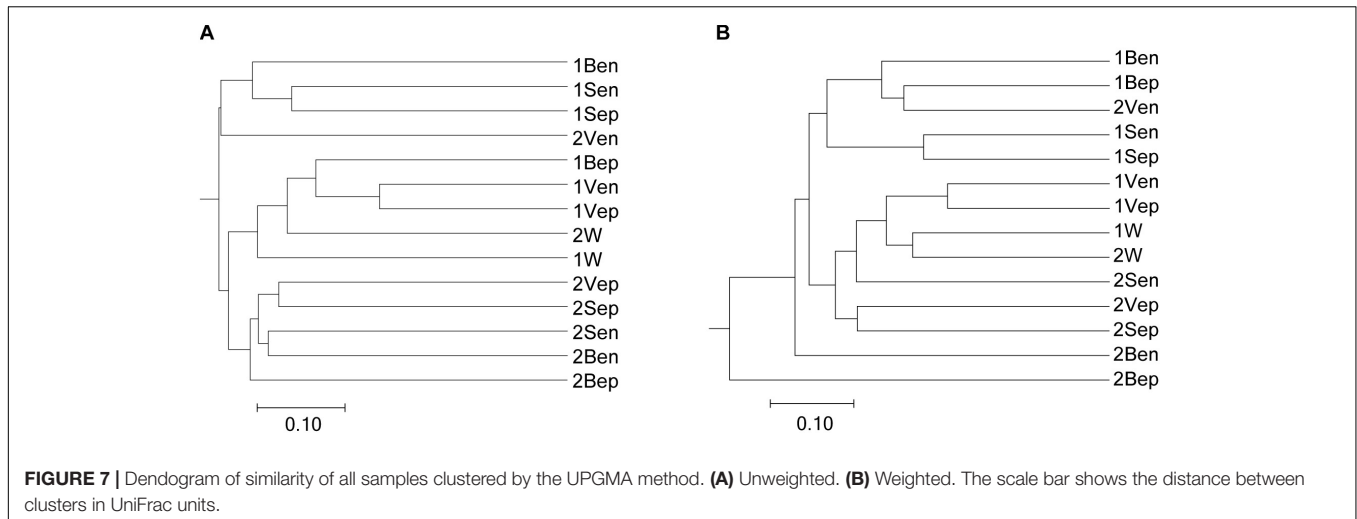 A
1Ben
1Sen
1Sep
2Ven
1Bep
1Ven
1Vep
2W
1W
2Vep
2Sep
2Sen
2Ben
2Bep
0.10
B
1Ben
1Bep
2Ven
1Sen
1Sep
1Ven
1Vep
1W
2W
2Sen
2Vep
2Sep
2Ben
2Bep
0.10
FIGURE 7 | Dendogram of similarity of all samples clustered by the UPGMA method. (A) Unweighted. (B) Weighted. The scale bar shows the distance between
clusters in UniFrac units.